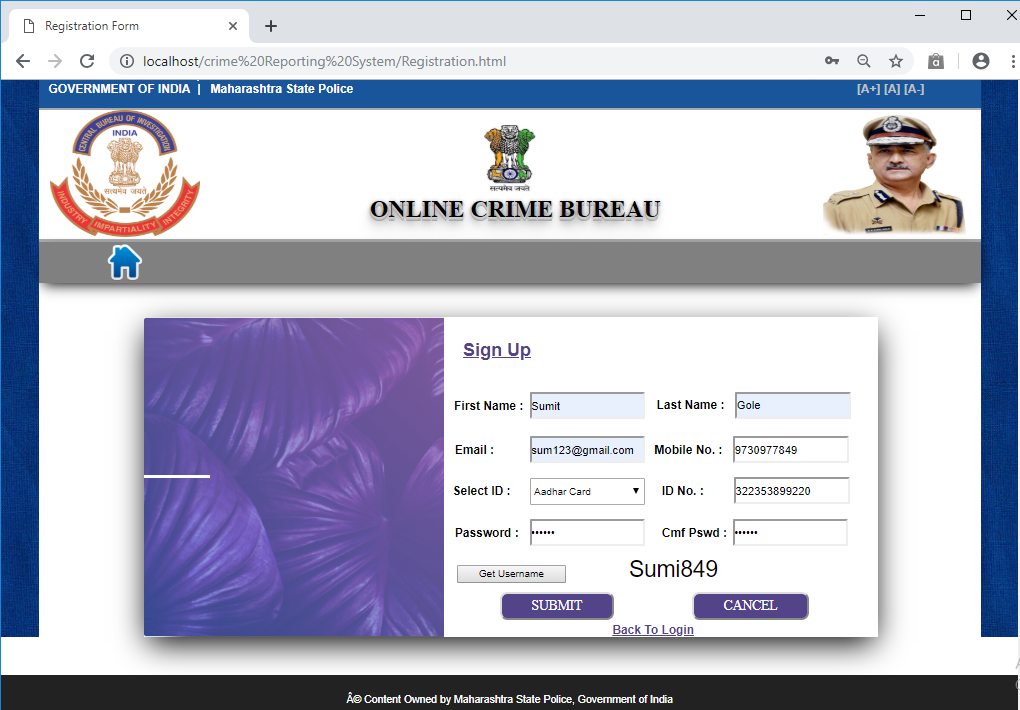 Registration Form
localhost/crime%20Reporting%20System/Registration.html
GOVERNMENT OF INDIA | Maharashtra State Police [A+] [A] [A-]
CENTRAL BUREAU OF INVESTIGATION
INDIA
सत्यमेव जयते
INDUSTRY IMPARTIALITY INTEGRITY
सत्यमेव जयते
ONLINE CRIME BUREAU
Sign Up
First Name : Sumit Last Name : Gole
Email : sum123@gmail.com Mobile No. : 9730977849
Select ID : Aadhar Card ID No. : 322353899220
Password : •••••• Cmf Pswd : ••••••
Get Username Sumi849
SUBMIT CANCEL
Back To Login
Â© Content Owned by Maharashtra State Police, Government of India